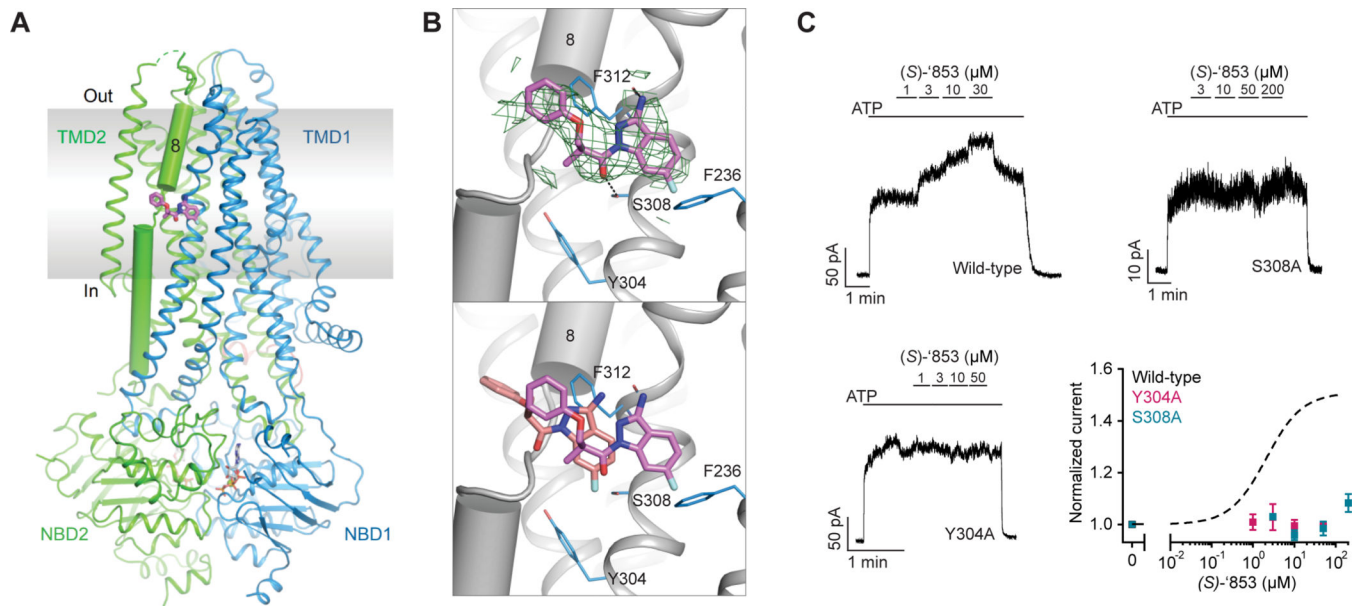 A
Out
TMD2
8
TMD1
In
NBD2
NBD1
B
8
F312
F236
S308
Y304
8
F312
F236
S308
Y304
C
(S)-‘853 (µM)
1 3 10 30
ATP
50 pA
1 min
Wild-type
(S)-‘853 (µM)
3 10 50 200
ATP
10 pA
1 min
S308A
(S)-‘853 (µM)
1 3 10 50
ATP
50 pA
1 min
Y304A
Normalized current
1.6
1.4
1.2
1.0
Wild-type
Y304A
S308A
0 10⁻² 10⁻¹ 10⁰ 10¹ 10²
(S)-‘853 (µM)